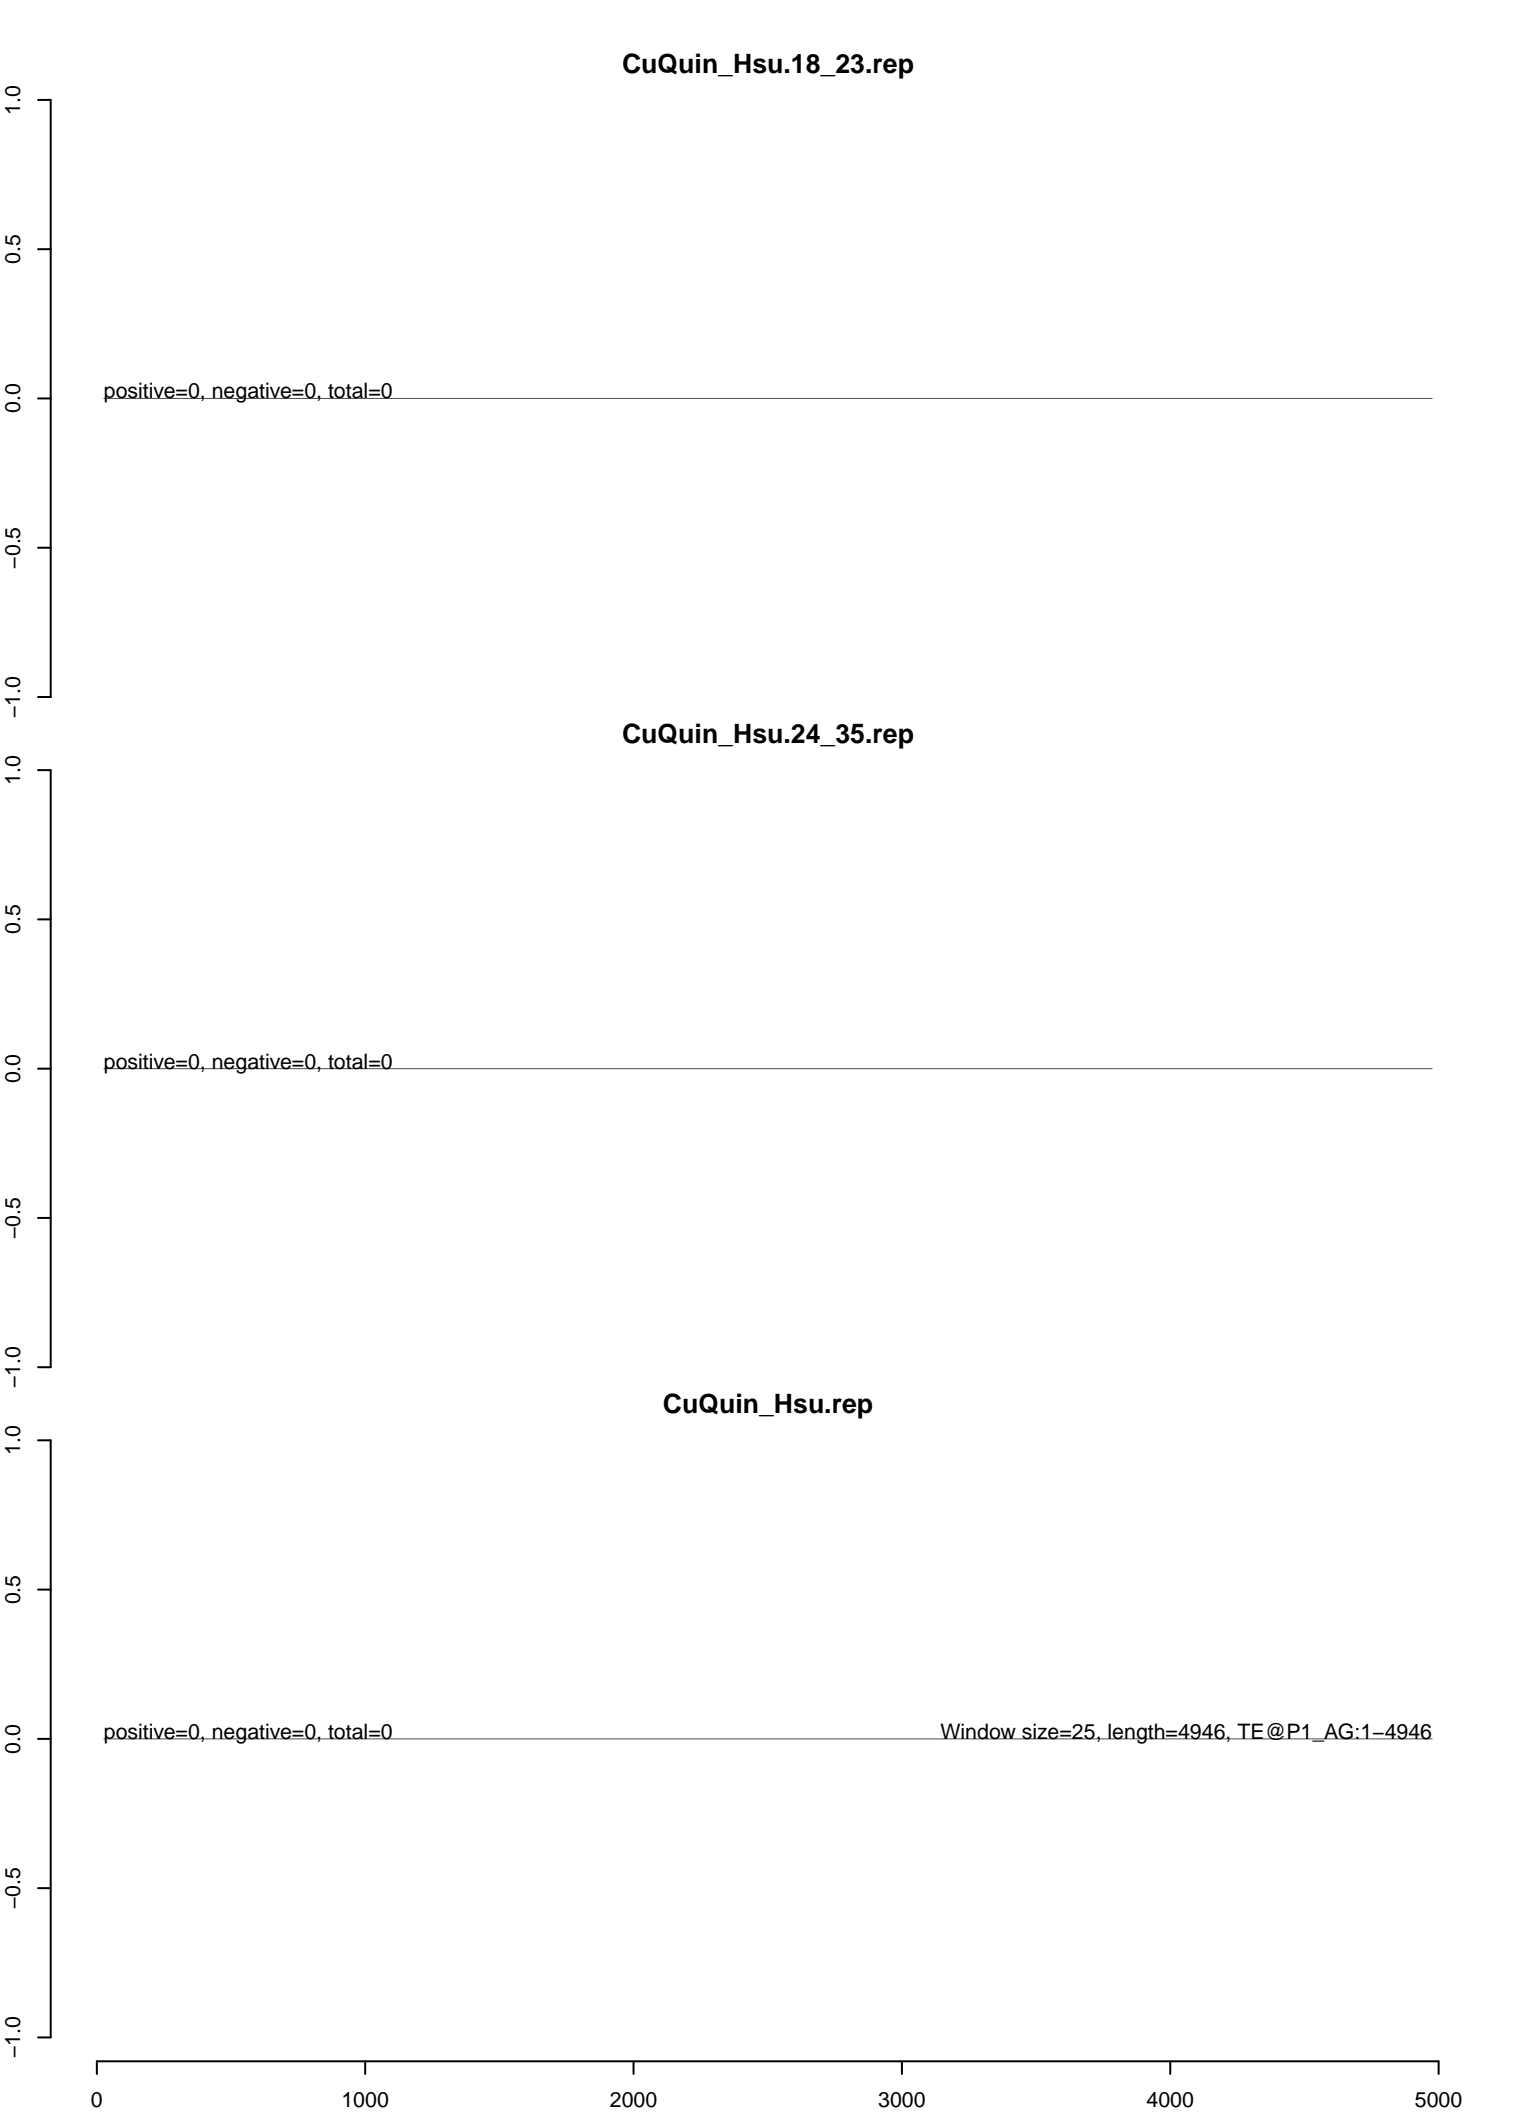 CuQuin_Hsu.18_23.rep
1.0
0.5
0.0
−0.5
−1.0
positive=0, negative=0, total=0
CuQuin_Hsu.24_35.rep
1.0
0.5
0.0
−0.5
−1.0
positive=0, negative=0, total=0
CuQuin_Hsu.rep
1.0
0.5
0.0
−0.5
−1.0
positive=0, negative=0, total=0
Window size=25, length=4946, TE@P1_AG:1−4946
0 1000 2000 3000 4000 5000